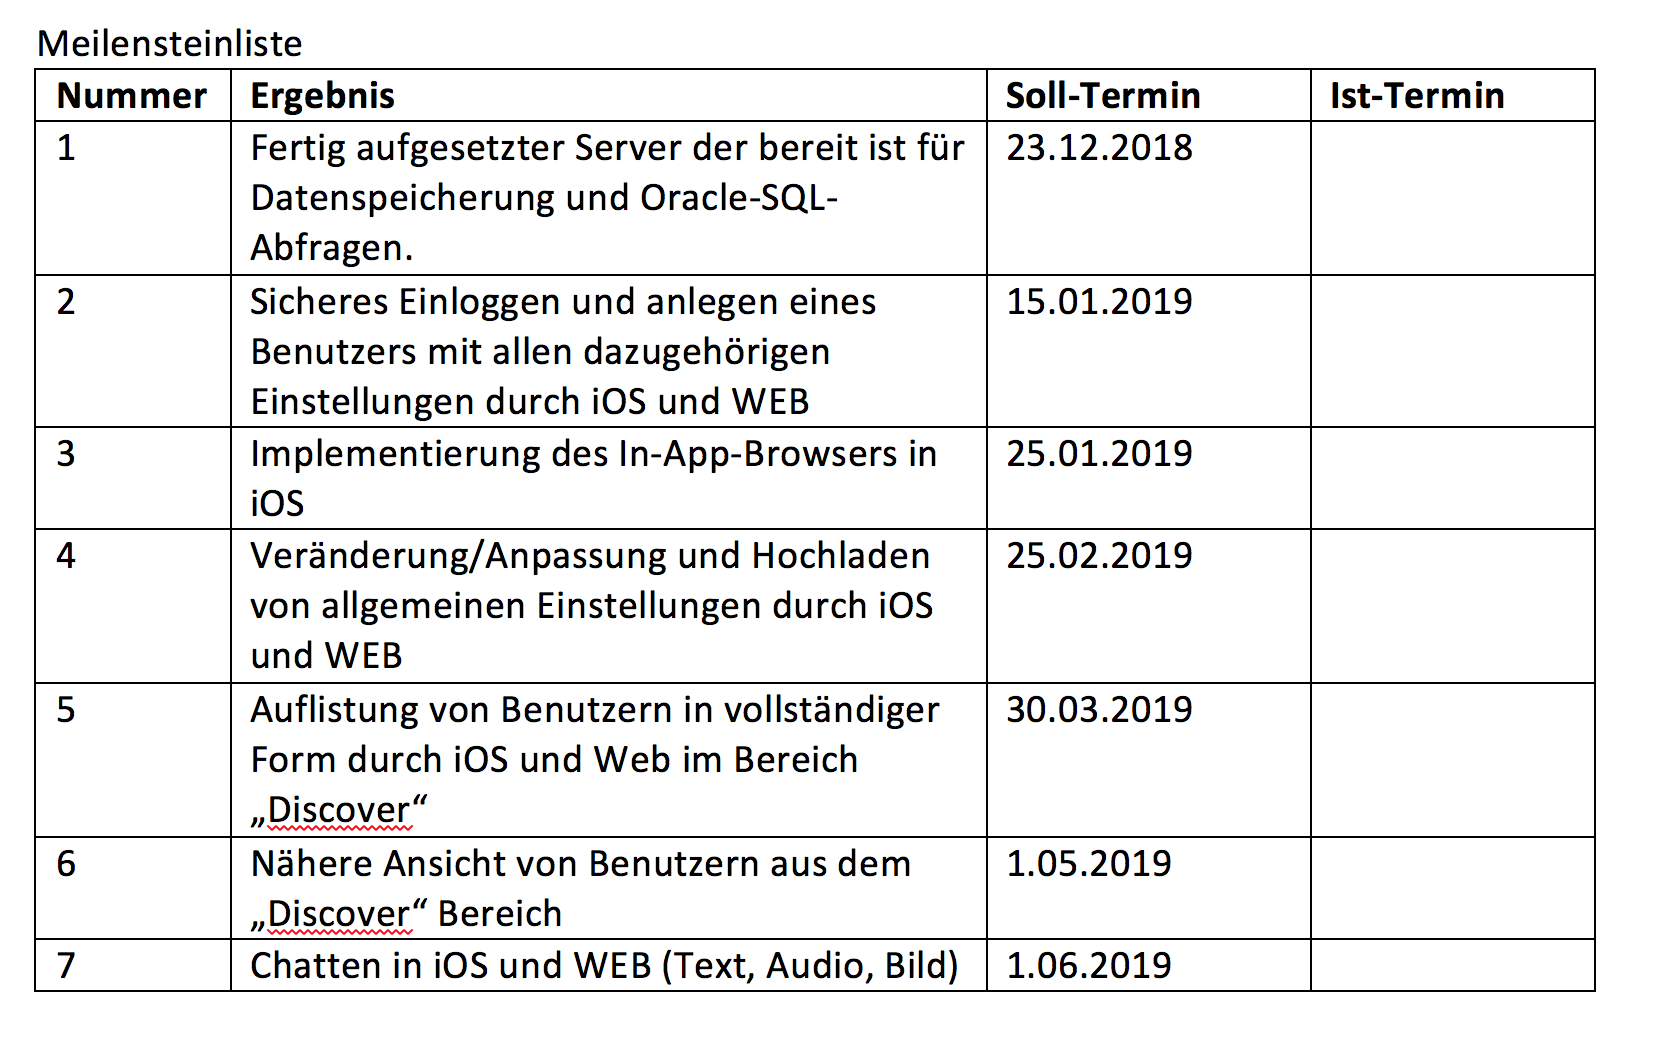 Meilensteinliste
Nummer Ergebnis Soll-Termin Ist-Termin
1 Fertig aufgesetzter Server der bereit ist für 23.12.2018
Datenspeicherung und Oracle-SQL-
Abfragen.
2 Sicheres Einloggen und anlegen eines 15.01.2019
Benutzers mit allen dazugehörigen
Einstellungen durch iOS und WEB
3 Implementierung des In-App-Browsers in 25.01.2019
iOS
4 Veränderung/Anpassung und Hochladen 25.02.2019
von allgemeinen Einstellungen durch iOS
und WEB
5 Auflistung von Benutzern in vollständiger 30.03.2019
Form durch iOS und Web im Bereich
„Discover“
6 Nähere Ansicht von Benutzern aus dem 1.05.2019
„Discover“ Bereich
7 Chatten in iOS und WEB (Text, Audio, Bild) 1.06.2019